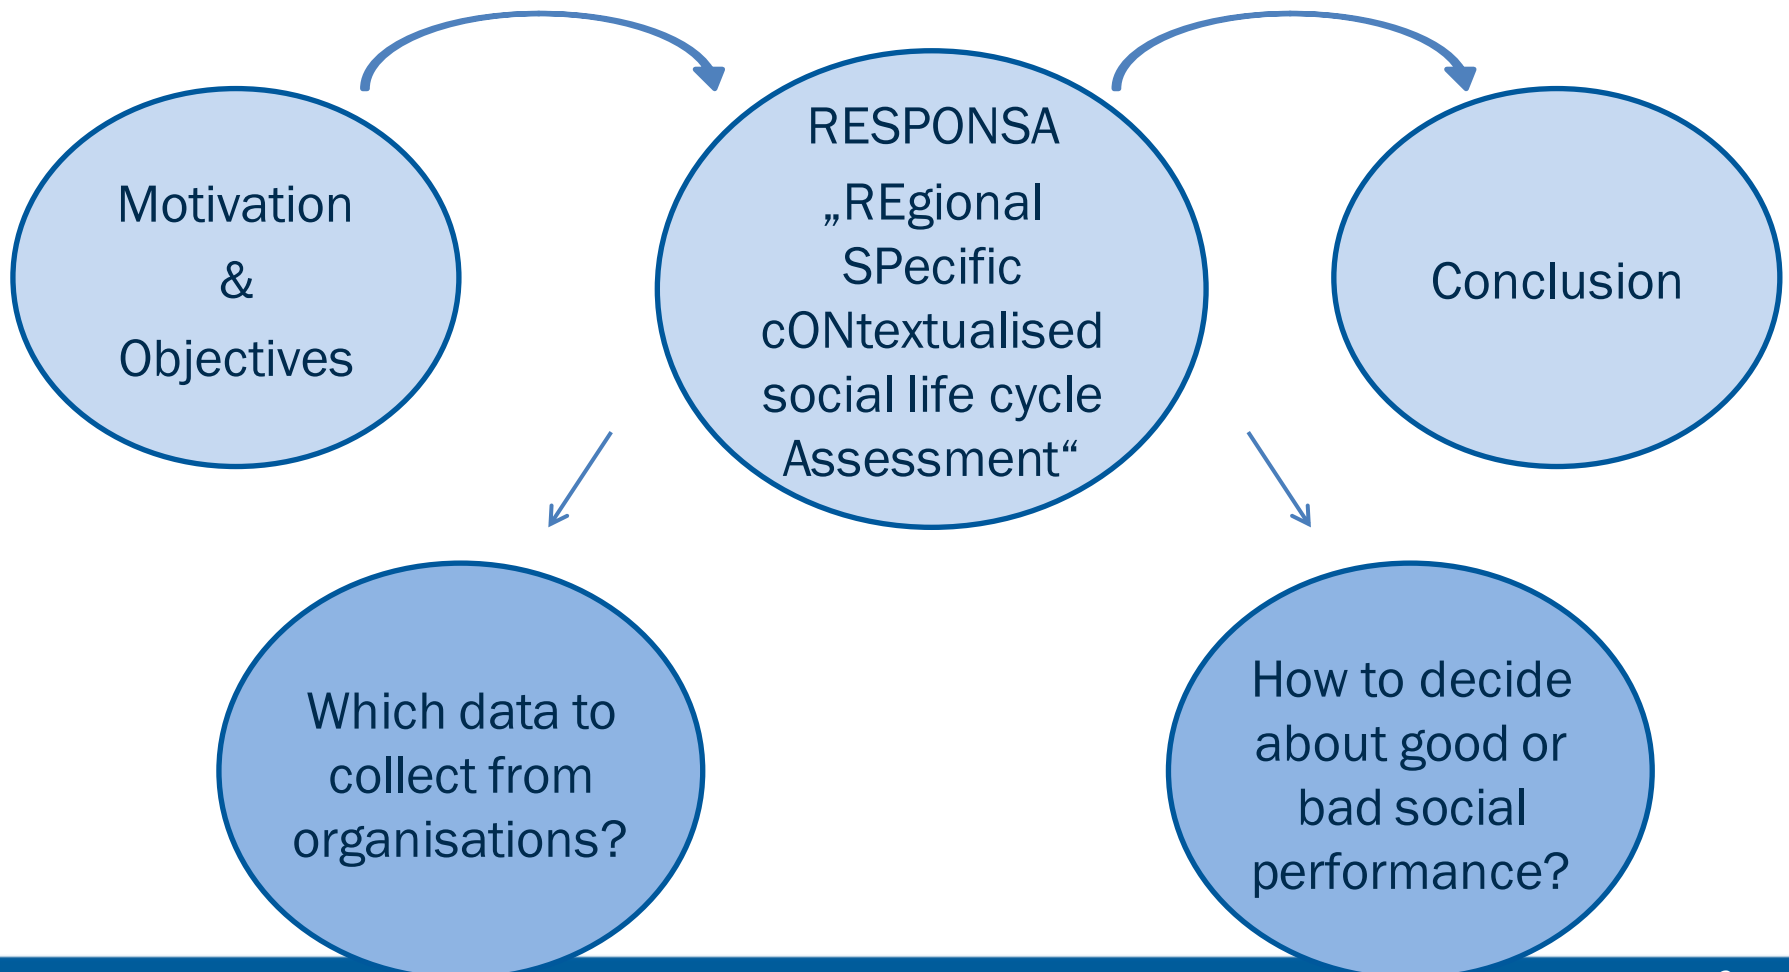 Motivation
&
Objectives
RESPONSA
„REgional
SPecific
cONtextualised
social life cycle
Assessment“
Conclusion
Which data to
collect from
organisations?
How to decide
about good or
bad social
performance?